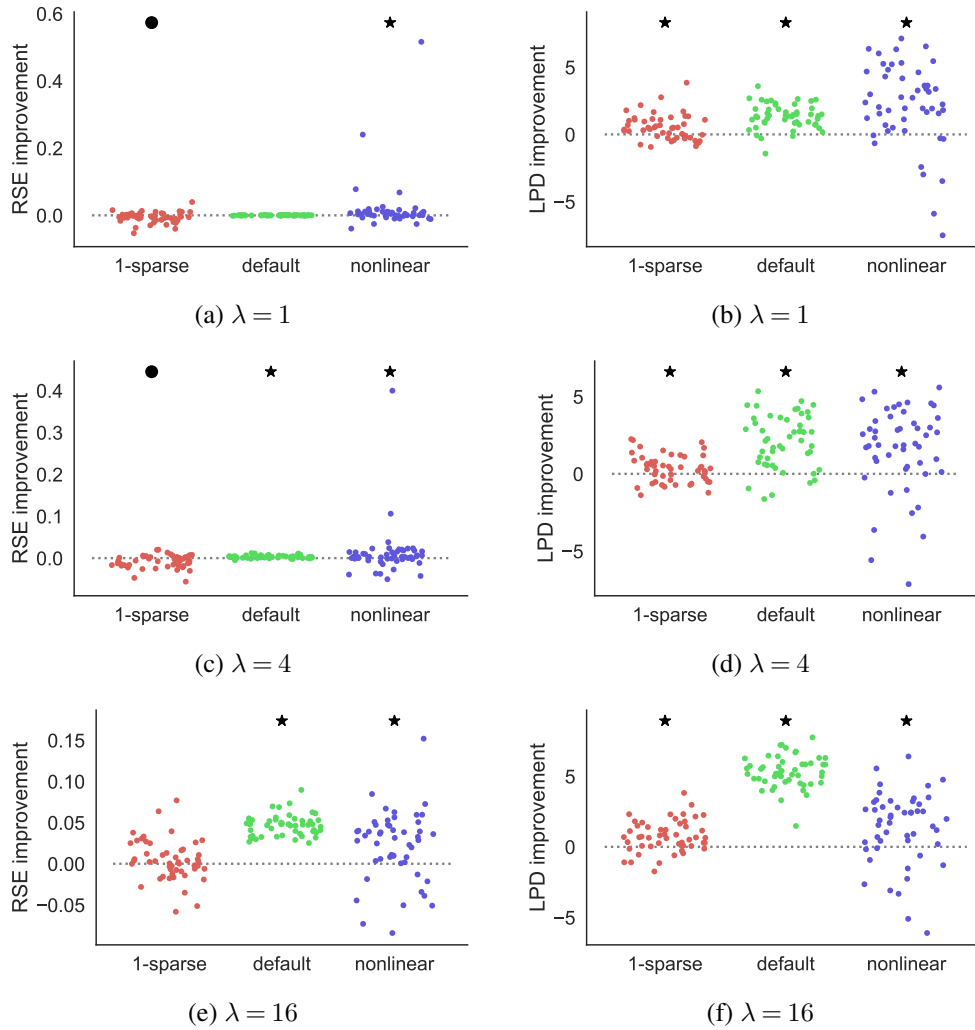 RSE improvement
0.6
0.4
0.2
0.0
1-sparse default nonlinear
(a) λ = 1
LPD improvement
5
0
−5
1-sparse default nonlinear
(b) λ = 1
RSE improvement
0.4
0.3
0.2
0.1
0.0
1-sparse default nonlinear
(c) λ = 4
LPD improvement
5
0
−5
1-sparse default nonlinear
(d) λ = 4
RSE improvement
0.15
0.10
0.05
0.00
−0.05
1-sparse default nonlinear
(e) λ = 16
LPD improvement
5
0
−5
1-sparse default nonlinear
(f) λ = 16